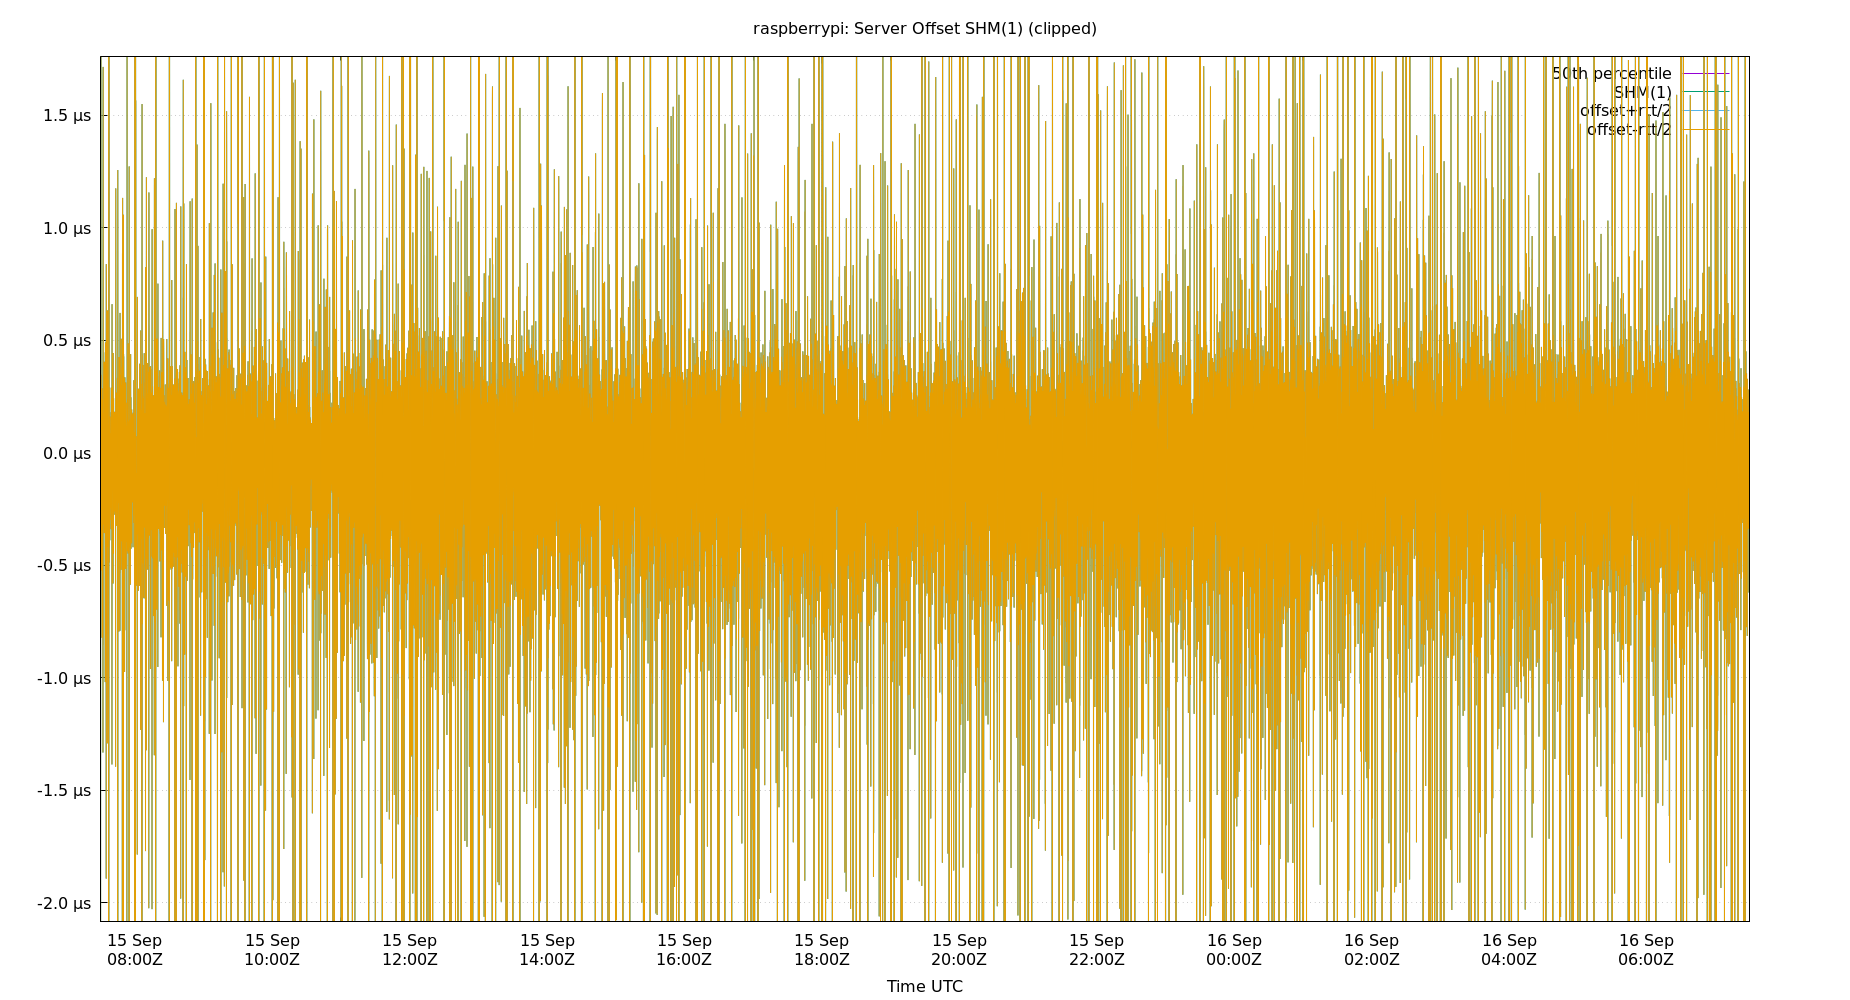 raspberrypi: Server Offset SHM(1) (clipped)
50th percentile
SHM(1)
offset+rtt/2
offset-rtt/2
1.5 µs
1.0 µs
0.5 µs
0.0 µs
-0.5 µs
-1.0 µs
-1.5 µs
-2.0 µs
15 Sep 15 Sep 15 Sep 15 Sep 15 Sep 15 Sep 15 Sep 15 Sep 16 Sep 16 Sep 16 Sep 16 Sep
08:00Z 10:00Z 12:00Z 14:00Z 16:00Z 18:00Z 20:00Z 22:00Z 00:00Z 02:00Z 04:00Z 06:00Z
Time UTC